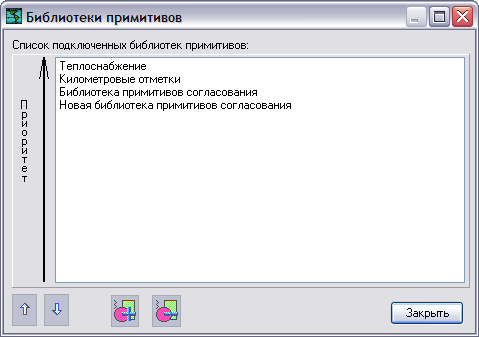 Библиотеки примитивов
Список подключенных библиотек примитивов:
Приоритет
Теплоснабжение
Километровые отметки
Библиотека примитивов согласования
Новая библиотека примитивов согласования
Закрыть